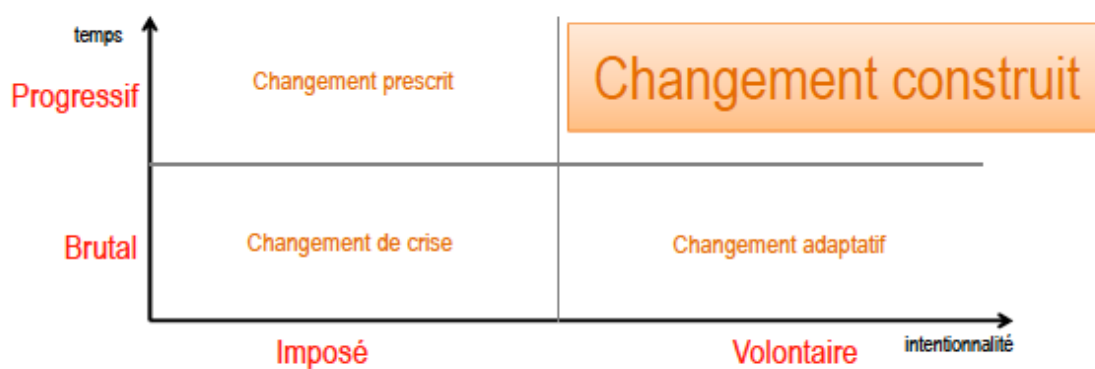 temps
Progressif
Changement prescrit
Changement construit
Brutal
Changement de crise
Changement adaptatif
Imposé
Volontaire
intentionnalité